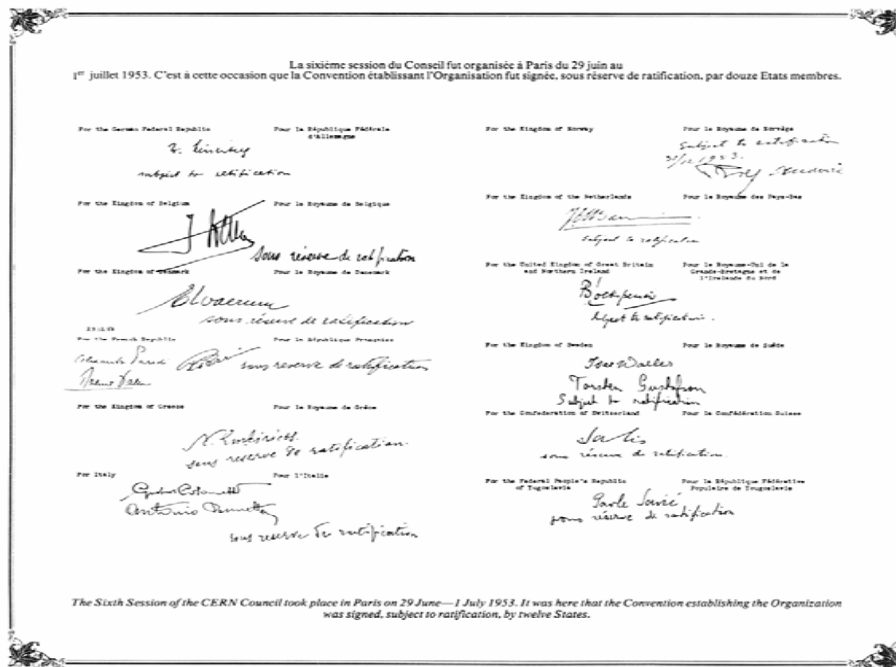 La sixième session du Conseil fut organisée à Paris du 29 juin au
1er juillet 1953. C'est à cette occasion que la Convention établissant l'Organisation fut signée, sous réserve de ratification, par douze Etats membres.
For the German Federal Republic
Pour la République Fédérale
d'Allemagne
subject to ratification
For the Kingdom of Belgium
Pour le Royaume de Belgique
sous réserve de ratification
For the Kingdom of Denmark
Pour le Royaume de Danemark
sous réserve de ratification
For the French Republic
Pour la République Française
sous reserve de ratification
For the Kingdom of Greece
Pour le Royaume de Grèce
sous reserve de ratification.
For Italy
Pour l'Italie
Antonio
sous reserve de ratification
For the Kingdom of Norway
Pour le Royaume de Norvège
Subject to ratification
For the Kingdom of the Netherlands
Pour le Royaume des Pays-Bas
subject to ratification
For the United Kingdom of Great Britain
and Northern Ireland
Pour le Royaume-Uni de la
Grande-Bretagne et de
l'Irelande du Nord
subject to ratification.
For the Kingdom of Sweden
Pour le Royaume de Suède
Torsten Gustafson
Subject to ratification
For the Confederation of Switzerland
Pour la Confédération Suisse
sous réserve de ratification.
For the Federal People's Republic
of Yugoslavia
Pour la République Fédérative
Populaire de Yougoslavie
Pavle Savić
sous réserve de ratification
The Sixth Session of the CERN Council took place in Paris on 29 June—1 July 1953. It was here that the Convention establishing the Organization
was signed, subject to ratification, by twelve States.